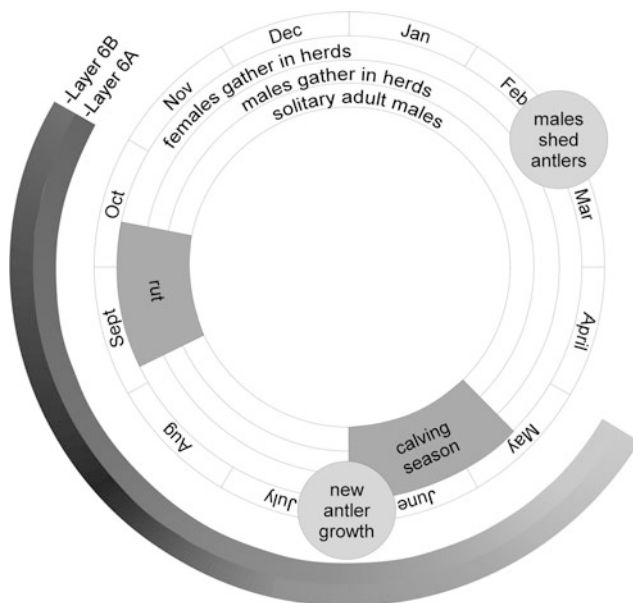 -Layer 6B
-Layer 6A
Dec
Jan
Nov
Feb
females gather in herds
males gather in herds
solitary adult males
males
shed
antlers
Oct
Mar
rut
Sept
April
Aug
May
calving
season
July
June
new
antler
growth